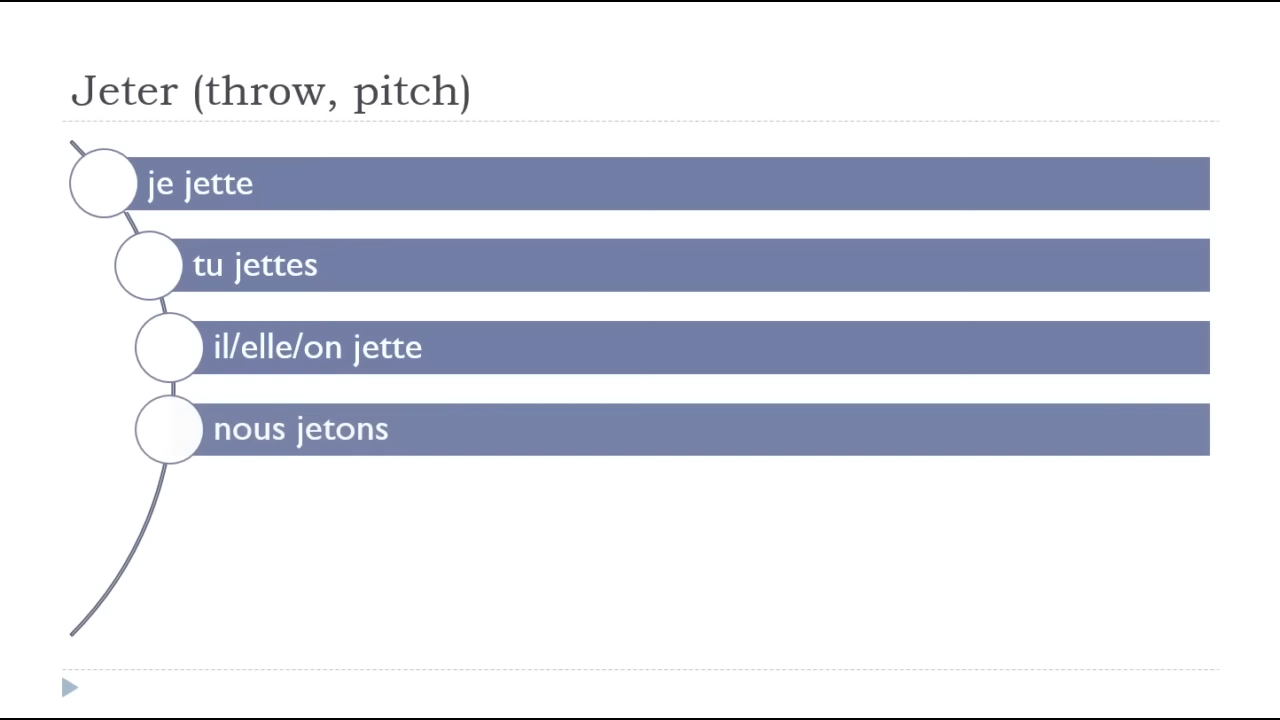 Jeter (throw, pitch)
je jette
tu jettes
il/elle/on jette
nous jetons